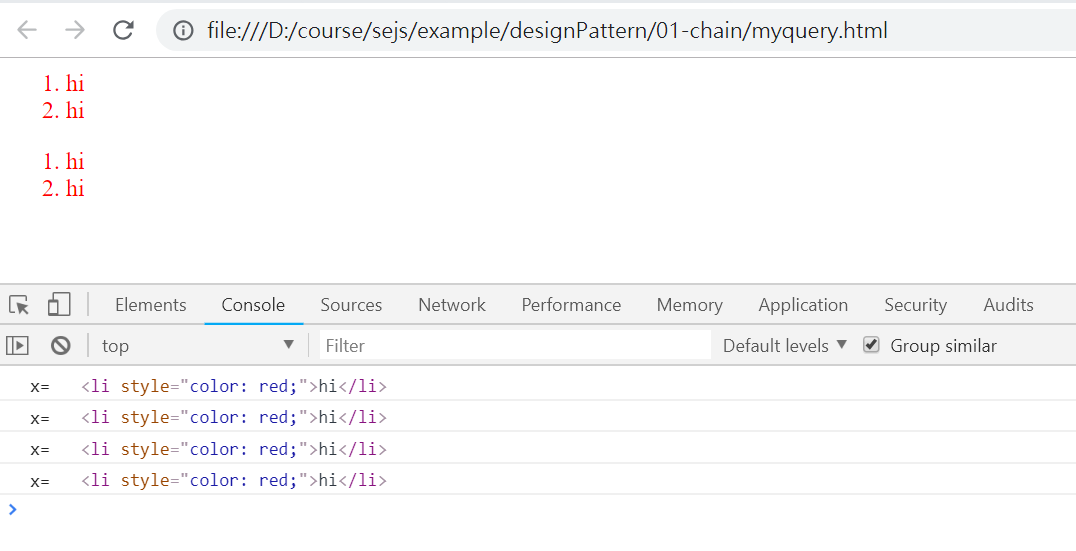 file:///D:/course/sejs/example/designPattern/01-chain/myquery.html
1. hi
2. hi
1. hi
2. hi
Elements Console Sources Network Performance Memory Application Security Audits
top Filter Default levels Group similar
x= <li style="color: red;">hi</li>
x= <li style="color: red;">hi</li>
x= <li style="color: red;">hi</li>
x= <li style="color: red;">hi</li>